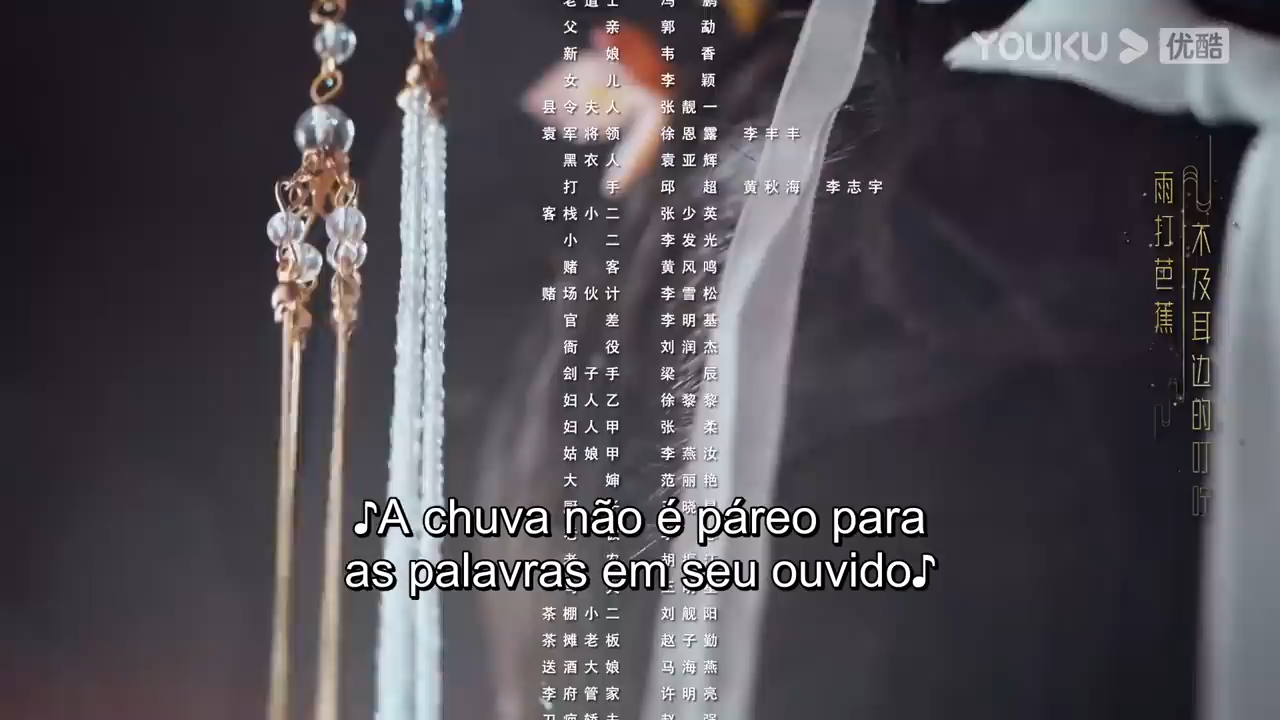 YOUKU 优酷
父亲 郭勐
新娘 韦香
女儿 李颖
县令夫人 张靓一
袁军将领 徐恩露 李丰丰
黑衣人 袁亚辉
打手 邱超 黄秋海 李志宇
客栈小二 张少英
小二 李发光
赌客 黄风鸣
赌场伙计 李雪松
官差 李明基
衙役 刘润杰
刽子手 梁辰
妇人乙 徐黎黎
妇人甲 张柔
姑娘甲 李燕汝
大婶 范丽艳
茶棚小二 刘舰阳
茶摊老板 赵子勤
送酒大娘 马海燕
李府管家 许明亮
雨打芭蕉
不及耳边的叮咛
♪A chuva não é páreo para
as palavras em seu ouvido♪